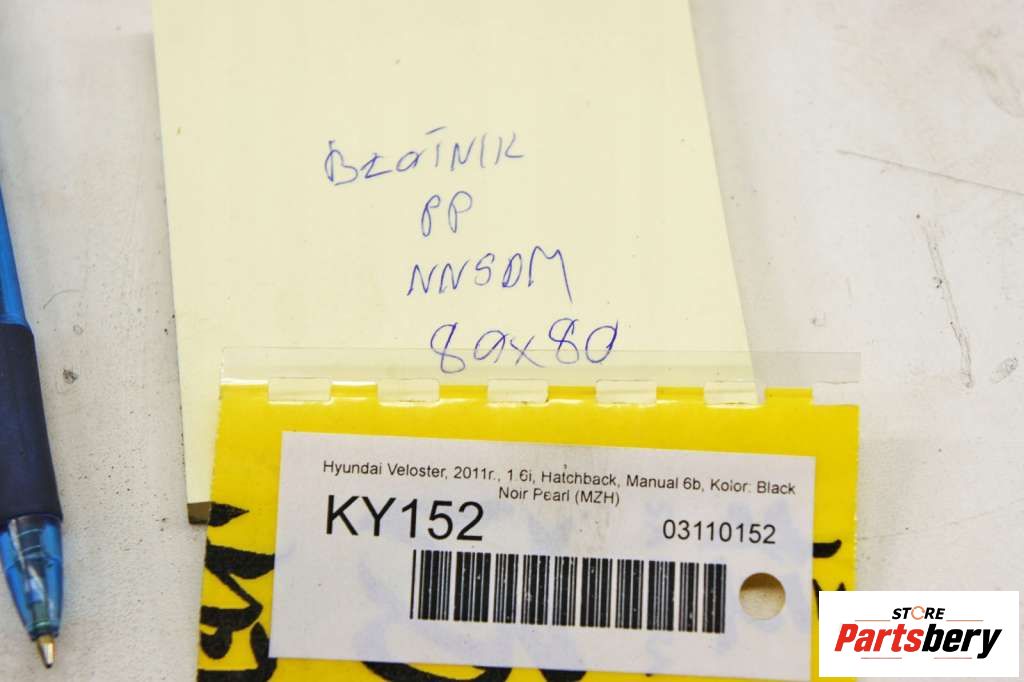 BŁOTNIK
PP
NNSDM
80x80
Hyundai Veloster, 2011r., 1.6i, Hatchback, Manual 6b, Kolor: Black
Noir Pearl (MZH)
KY152
03110152
STORE
Partsbery